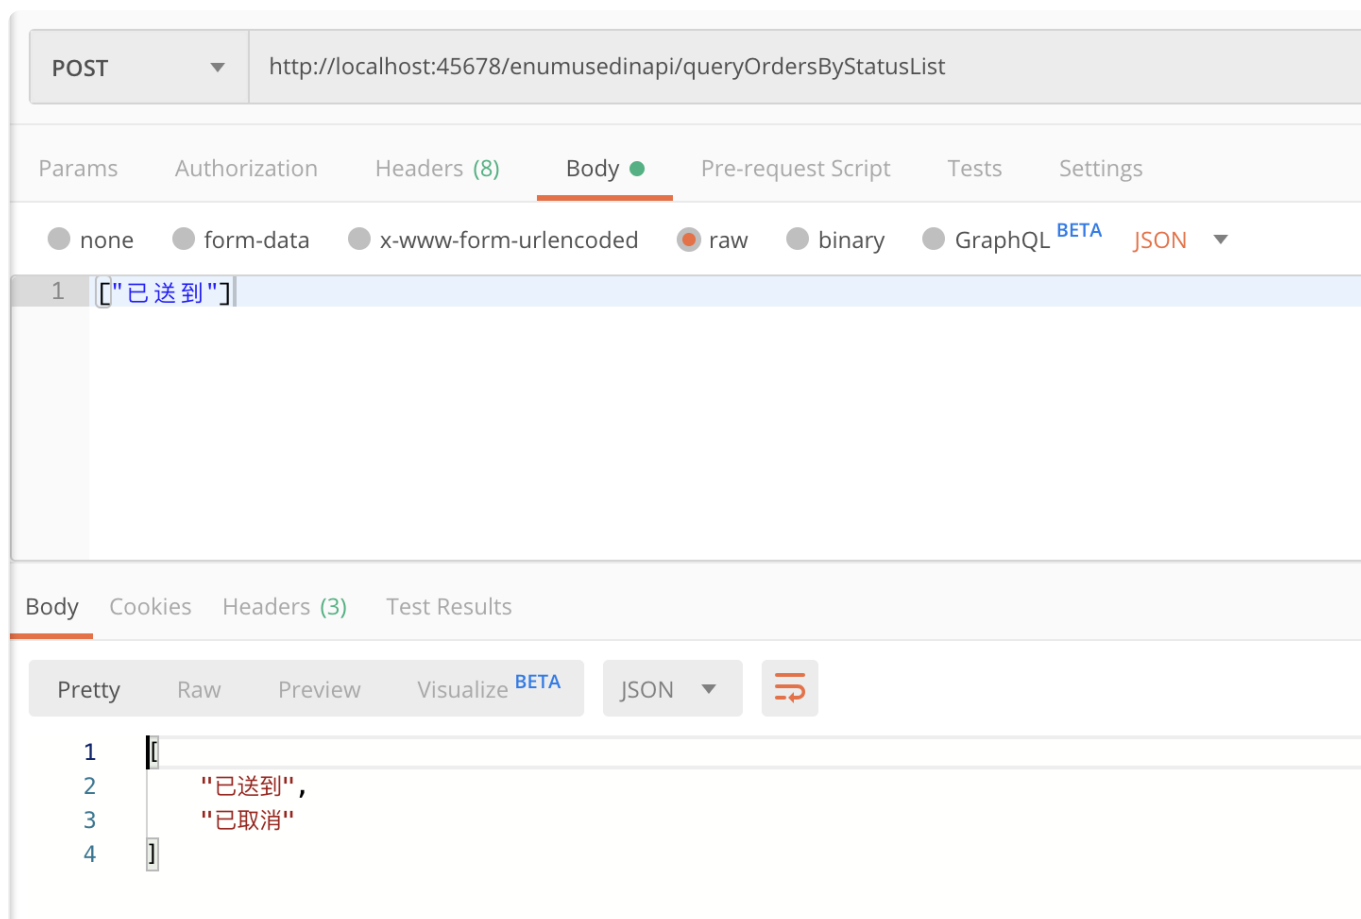 POST http://localhost:45678/enumusedinapi/queryOrdersByStatusList
Params Authorization Headers (8) Body Pre-request Script Tests Settings
none form-data x-www-form-urlencoded raw binary GraphQL BETA JSON
1 ["已送到"]
Body Cookies Headers (3) Test Results
Pretty Raw Preview Visualize BETA JSON
1 [
2 "已送到",
3 "已取消"
4 ]